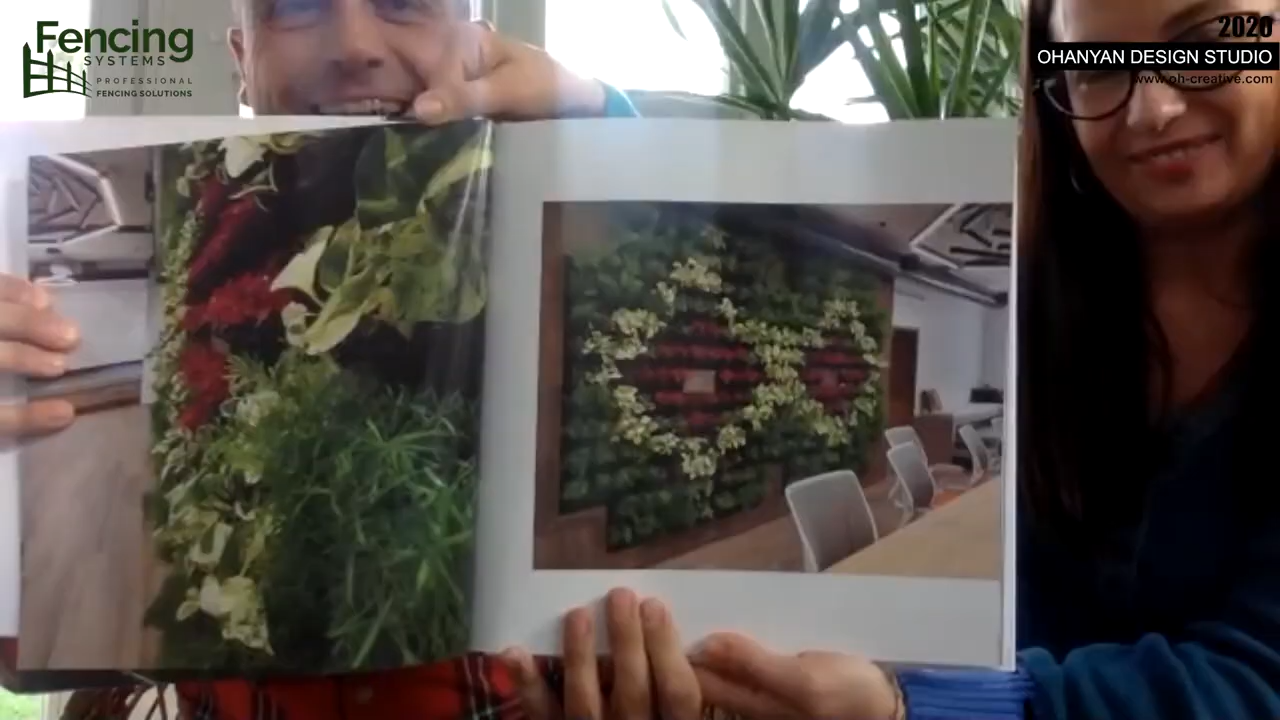 Fencing
SYSTEMS
PROFESSIONAL
FENCING SOLUTIONS
2020
OHANYAN DESIGN STUDIO
www.oh-creative.com